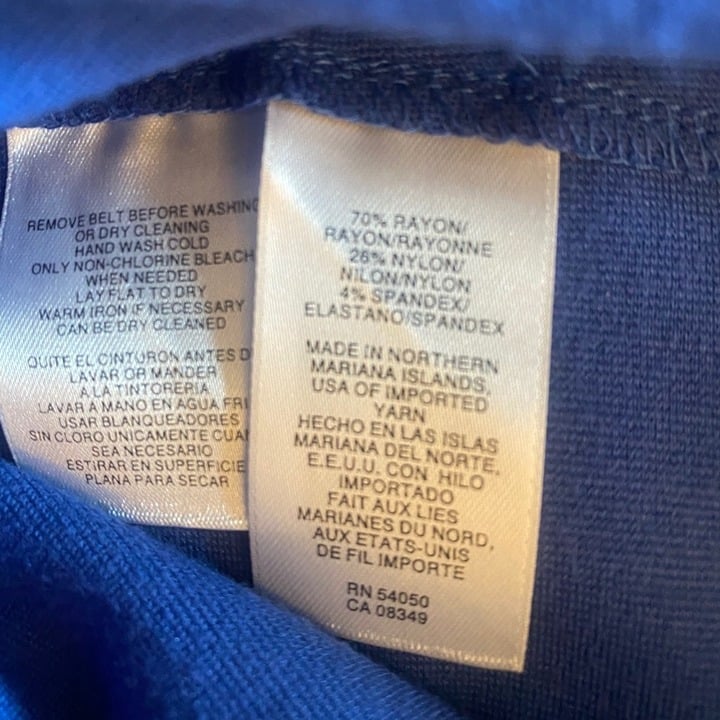 REMOVE BELT BEFORE WASHING
OR DRY CLEANING
HAND WASH COLD
ONLY NON-CHLORINE BLEACH
WHEN NEEDED
LAY FLAT TO DRY
WARM IRON IF NECESSARY
CAN BE DRY CLEANED
QUITE EL CINTURON ANTES D
LAVAR OR MANDER
A LA TINTORERIA
LAVAR A MANO EN AGUA FRI
USAR BLANQUEADORES
SIN CLORO UNICAMENTE CUA
SEA NECESARIO
ESTIRAR EN SUPERFICIE
PLANA PARA SECAR
70% RAYON/
RAYON/RAYONNE
26% NYLON/
NILON/NYLON
4% SPANDEX/
ELASTANO/SPANDEX
MADE IN NORTHERN
MARIANA ISLANDS,
USA OF IMPORTED
YARN
HECHO EN LAS ISLAS
MARIANA DEL NORTE,
E.E.U.U. CON HILO
IMPORTADO
FAIT AUX LIES
MARIANES DU NORD,
AUX ETATS-UNIS
DE FIL IMPORTE
RN 54050
CA 08349